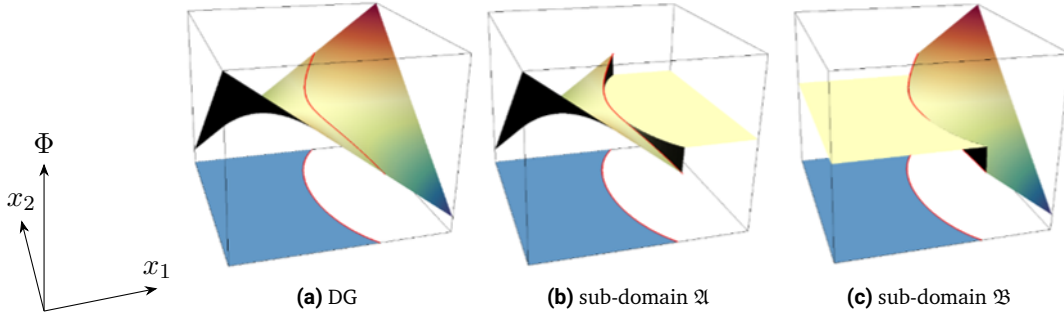 Φ
x₂
x₁
(a) DG
(b) sub-domain 𝔄
(c) sub-domain 𝔅